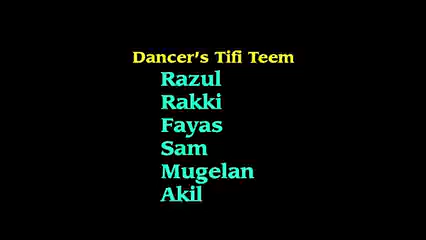 Dancer's Tifi Teem
Razul
Rakki
Fayas
Sam
Mugelan
Akil